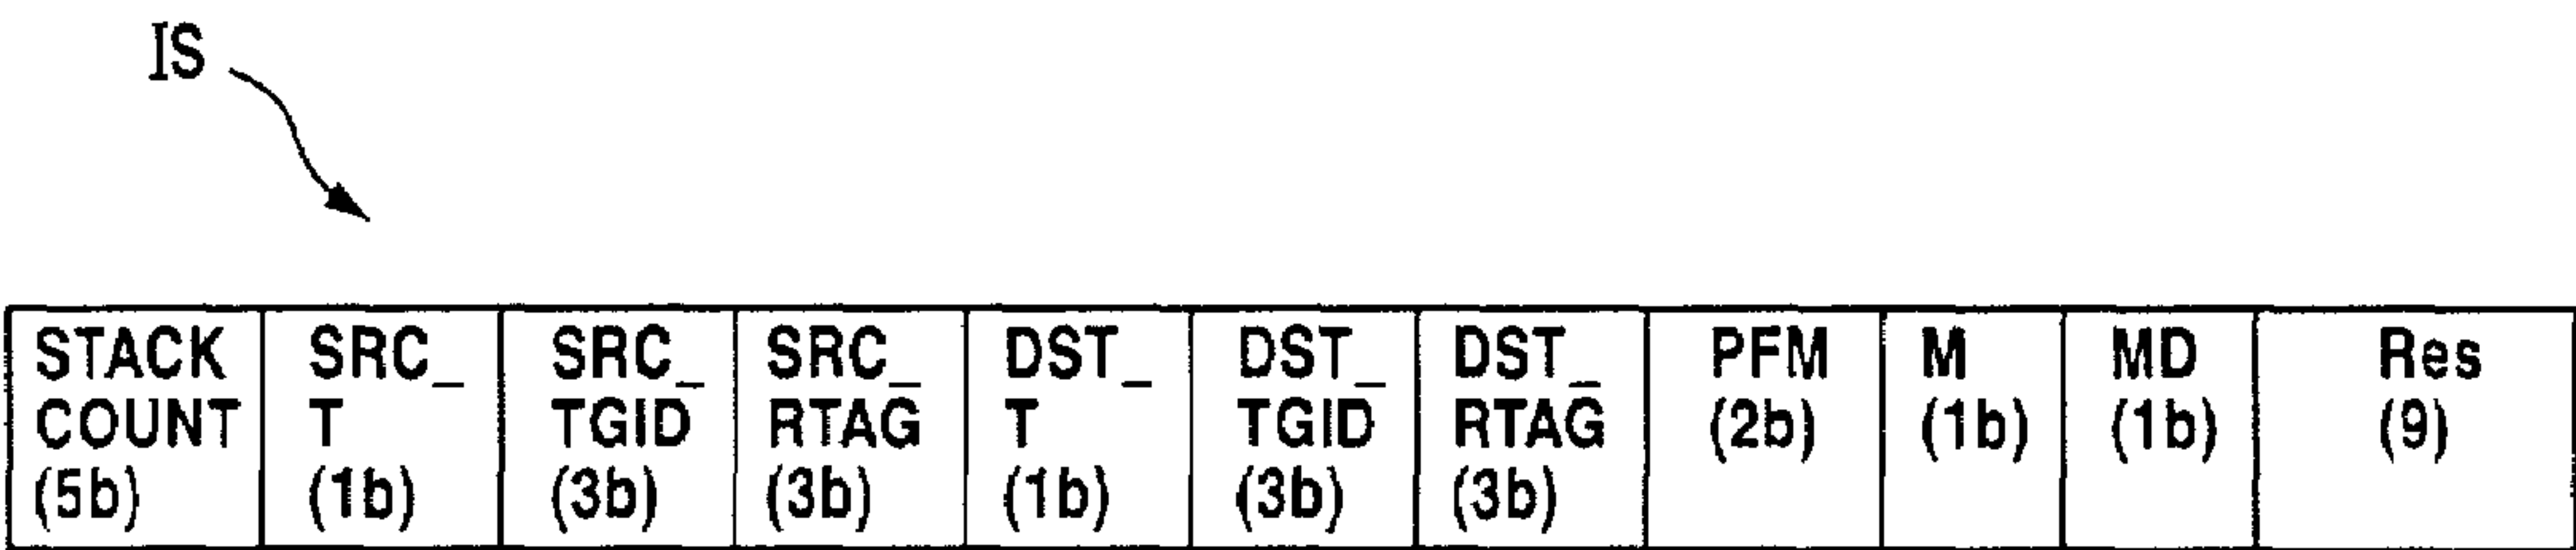 IS
STACK COUNT (5b)
SRC_ T (1b)
SRC_ TGID (3b)
SRC_ RTAG (3b)
DST_ T (1b)
DST_ TGID (3b)
DST_ RTAG (3b)
PFM (2b)
M (1b)
MD (1b)
Res (9)